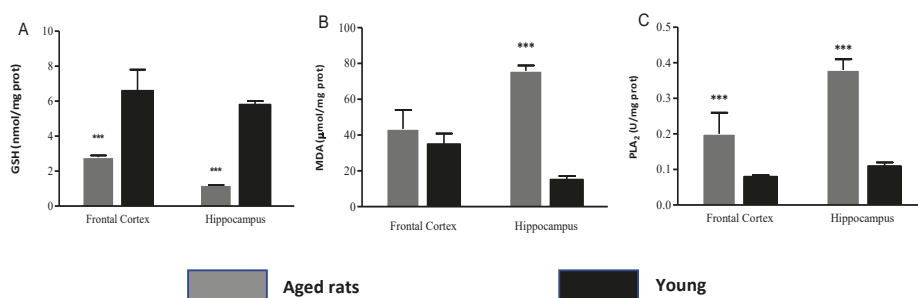 A
GSH (nmol/mg prot)
10
8
6
4
2
0
***
***
Frontal Cortex
Hippocampus
B
MDA (μmol/mg prot)
100
80
60
40
20
0
***
Frontal Cortex
Hippocampus
C
PLA₂ (U/mg prot)
0.5
0.4
0.3
0.2
0.1
0.0
***
***
Frontal Cortex
Hippocampus
Aged rats
Young